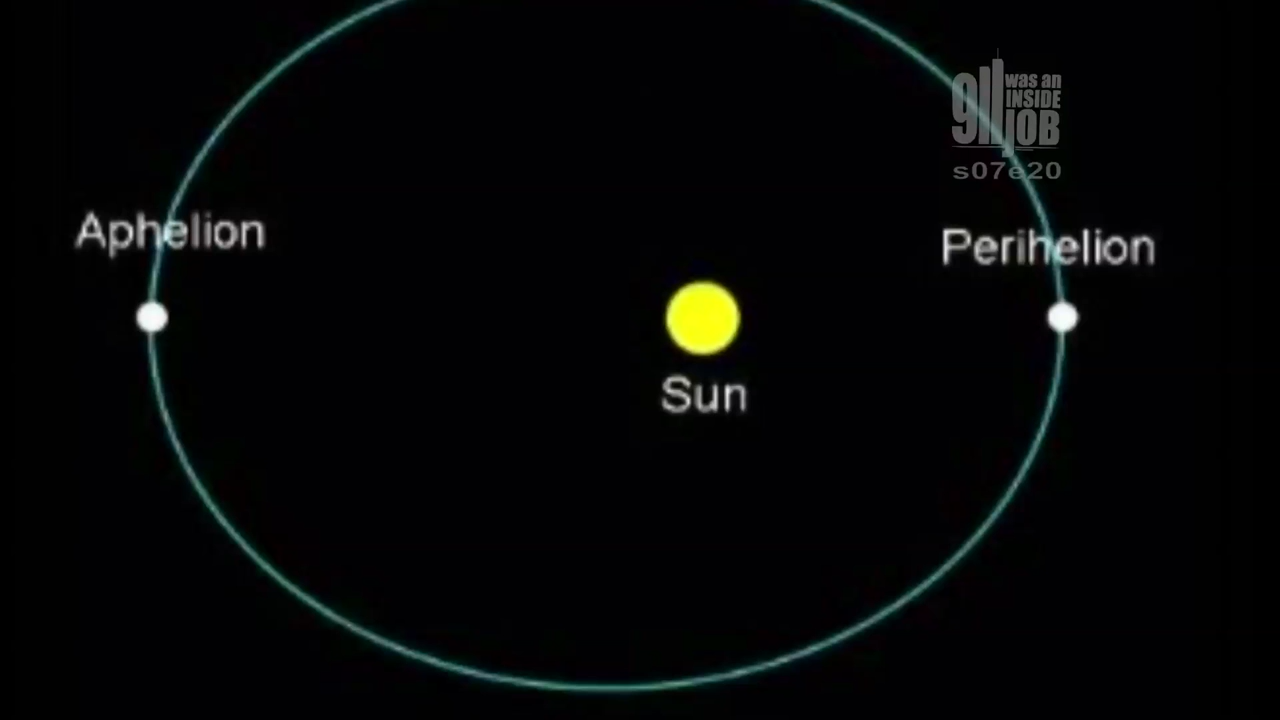 911 was an
INSIDE
JOB
s07e20
Aphelion
Perihelion
Sun